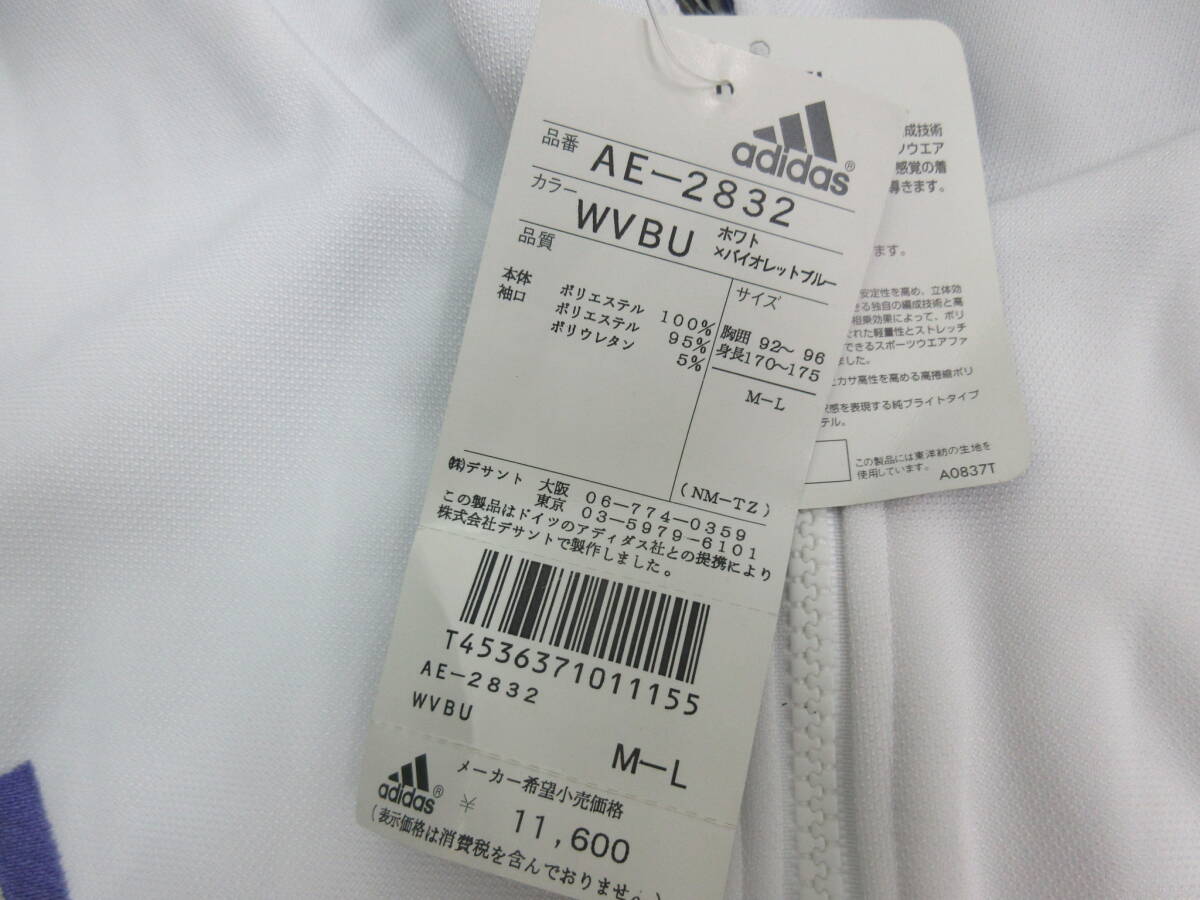 adidas®
品番 AE-2832
カラー WVBU ホワト×バイオレットブルー
品質
本体 ポリエステル 100%
袖口 ポリエステル 95%
ポリウレタン 5%
サイズ
胸囲 92～ 96
身長170～175
M-L
(NM-TZ)
㈱デサント 大阪 06-774-0359
東京 03-5979-6101
この製品はドイツのアディダス社との提携により
株式会社デサントで製作しました。
T4536371011155
AE-2832
WVBU
M-L
adidas®
メーカー希望小売価格
¥ 11,600
(表示価格は消費税を含んでおりません。)
成技術
ソウエア
感覚の着
導きます。
ます。
安定性を高め、立体効
きる独自の編成技術と高
相乗効果によって、ポリ
れた軽量性とストレッチ
できるスポーツウエアファ
ました。
カサ高性を高める高捲縮ポリ
感を表現する純ブライトタイプ
テル。
この製品には東洋紡の生地を
使用しています。 A0837T